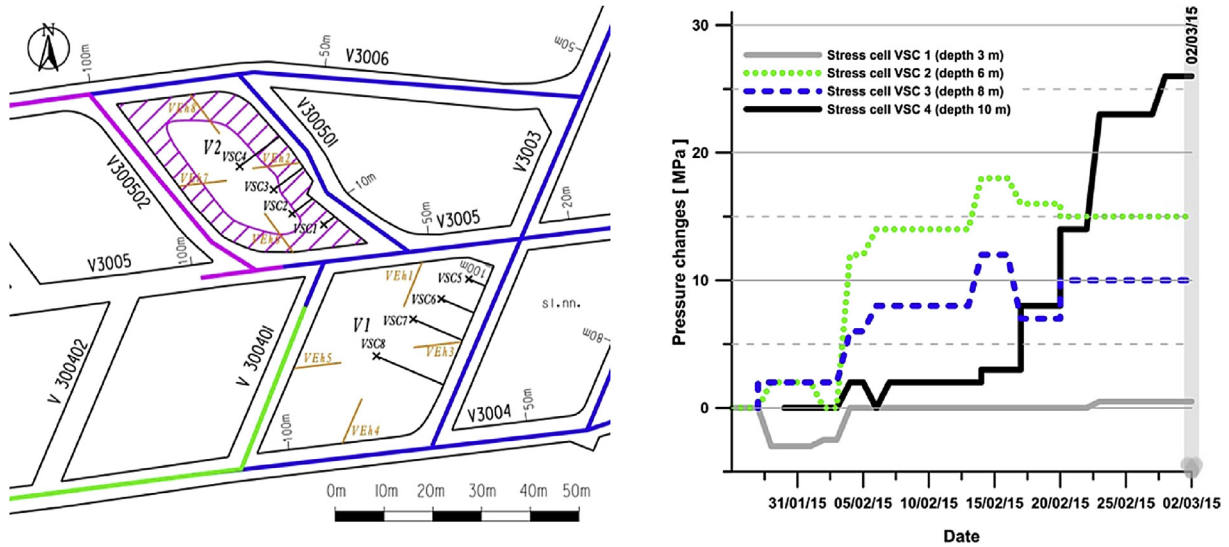 N
100m
50m
50m
V3006
VEh8
V300501
V3003
V2
VSC4
VEh2
VSC3
VEh7
10m
V300502
VSC2
VSC1
50m
20m
V3005
VEh6
100m
V3005
VEh1
100m
VSC5
VSC6
sl.nn.
V1
VSC7
VSC8
VEh3
80m
V 300401
VEh5
V 300402
V3004
50m
VEh4
100m
0m 10m 20m 30m 40m 50m
30
20
10
0
Pressure changes [ MPa ]
Stress cell VSC 1 (depth 3 m)
Stress cell VSC 2 (depth 6 m)
Stress cell VSC 3 (depth 8 m)
Stress cell VSC 4 (depth 10 m)
02/03/15
31/01/15 05/02/15 10/02/15 15/02/15 20/02/15 25/02/15 02/03/15
Date